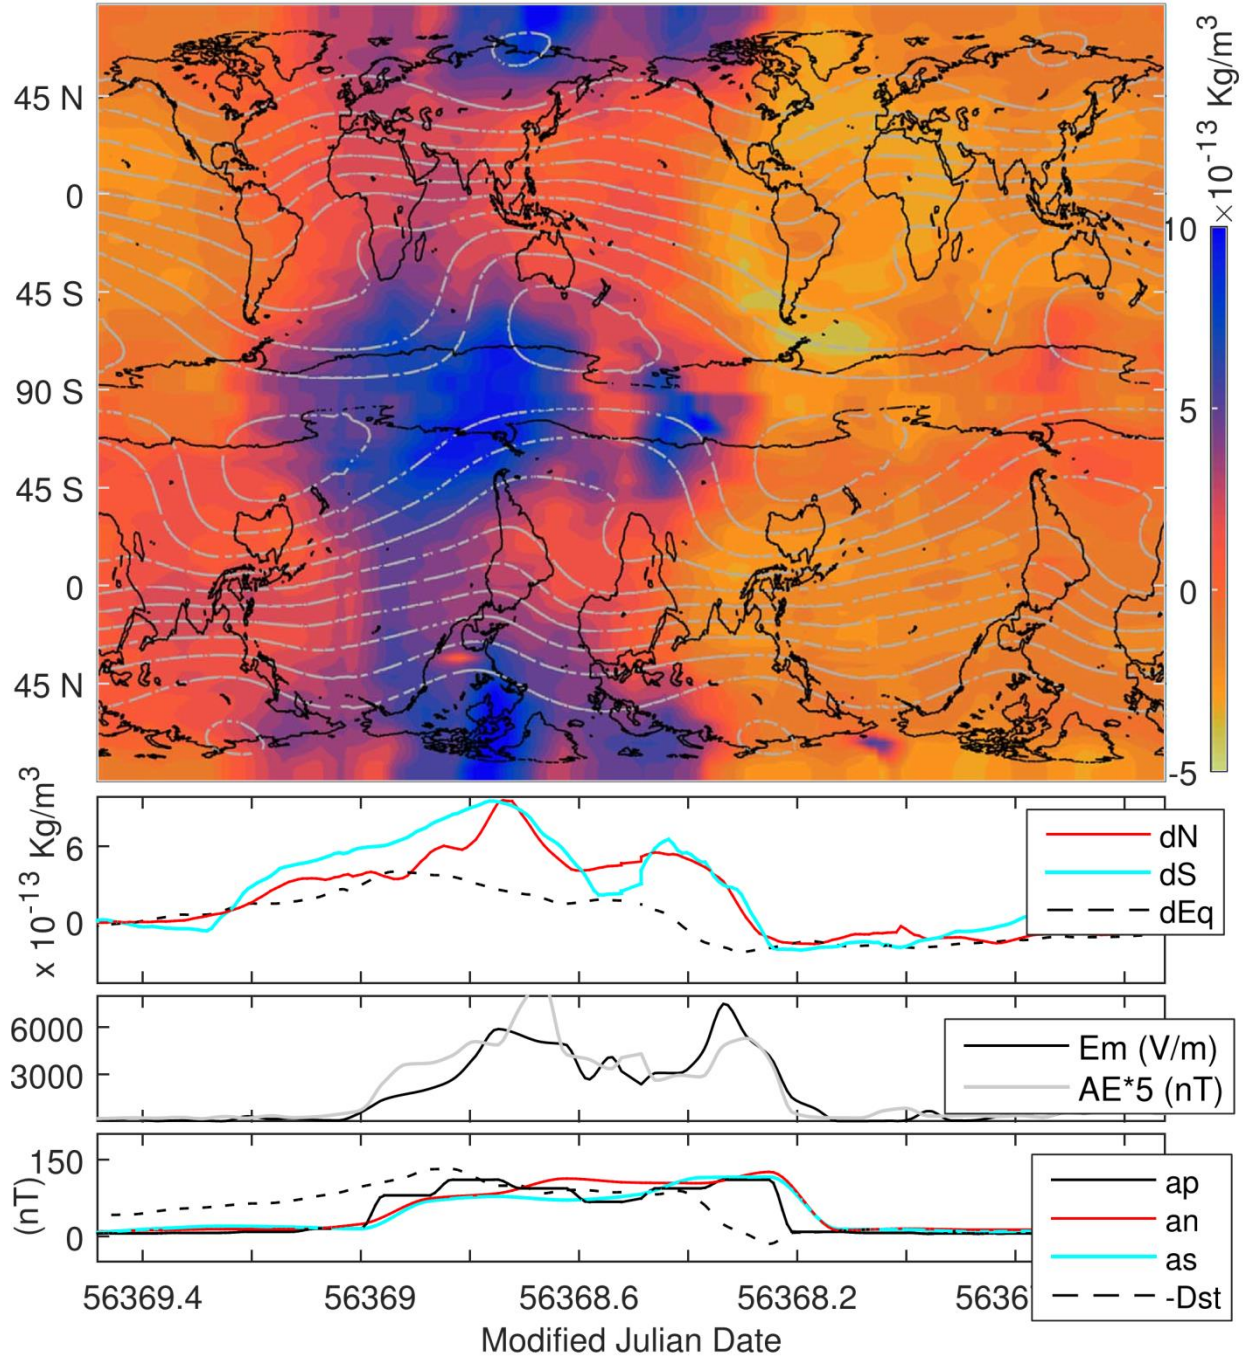 45 N
0
45 S
90 S
45 S
0
45 N
×10⁻¹³ Kg/m³
10
5
0
-5
x 10⁻¹³ Kg/m³
6
0
dN
dS
dEq
6000
3000
Em (V/m)
AE*5 (nT)
(nT)
150
0
ap
an
as
-Dst
56369.4
56369
56368.6
56368.2
5636
Modified Julian Date